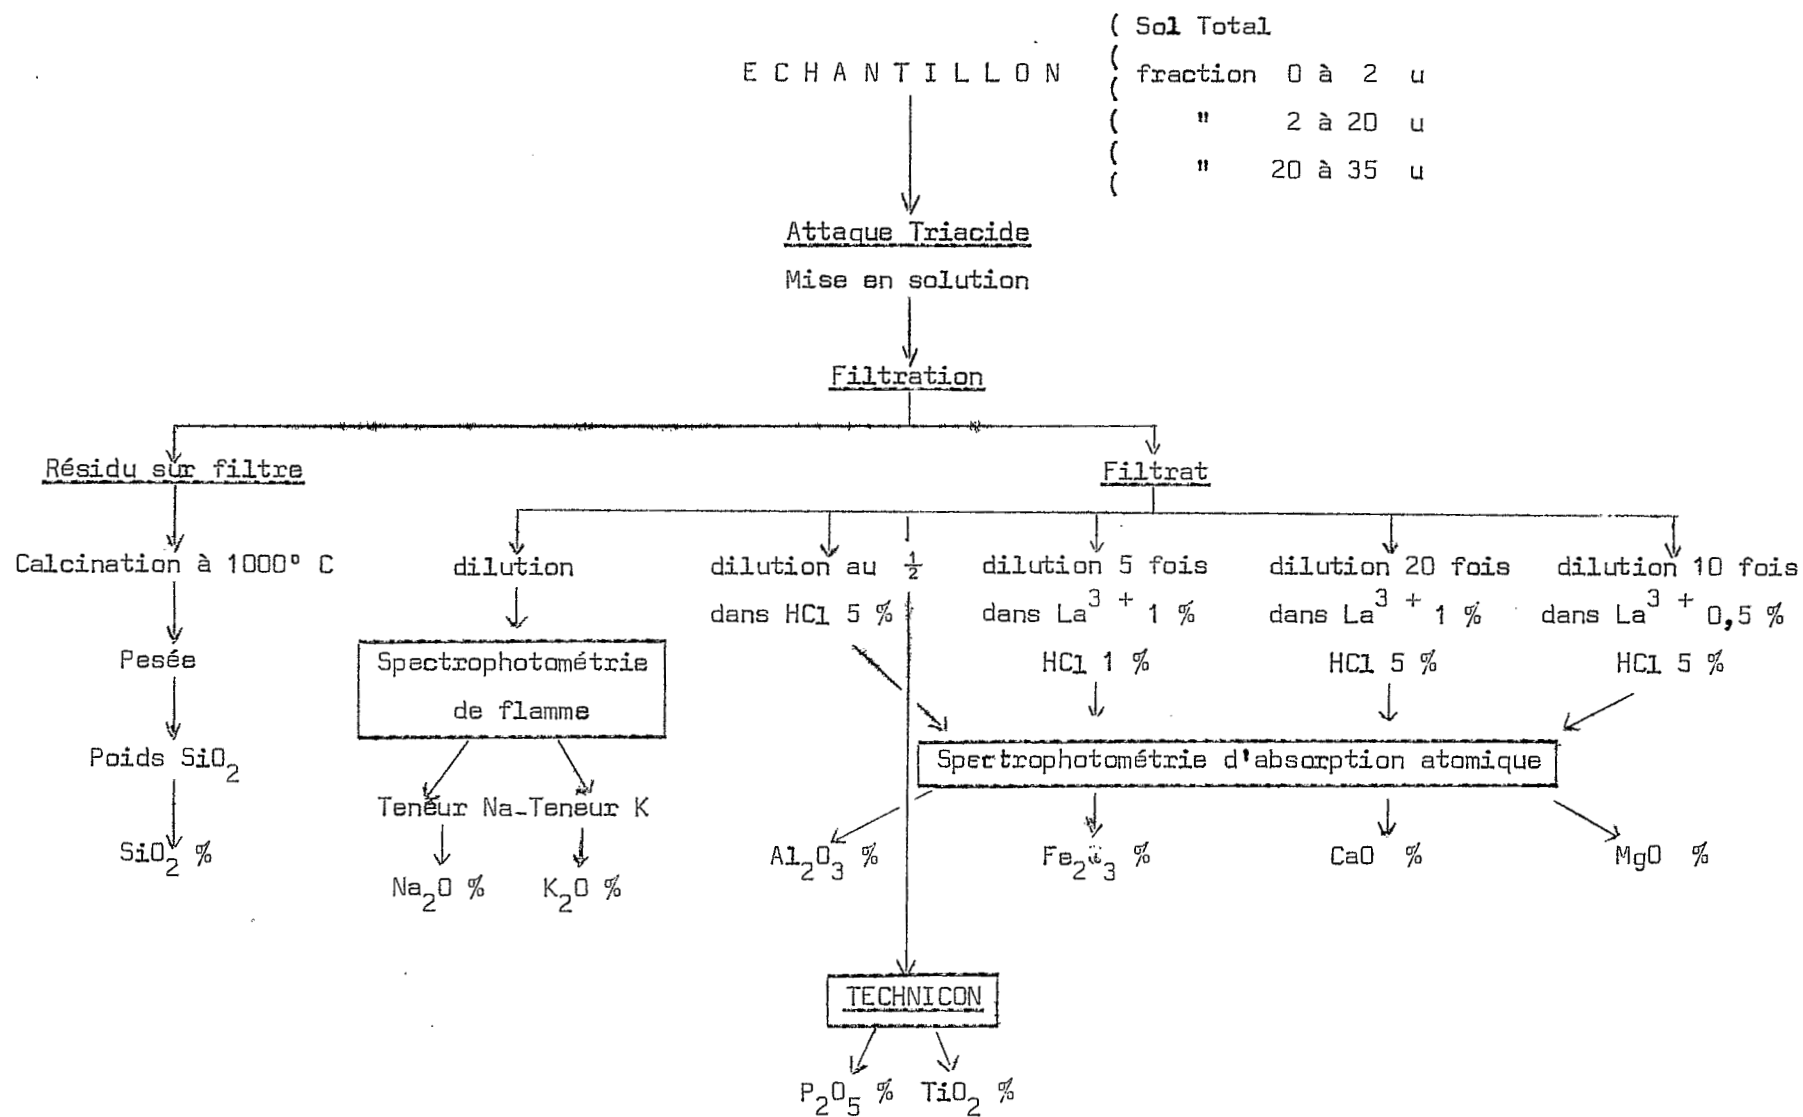 ( Sol Total
E C H A N T I L L O N ( fraction 0 à 2 u
( " 2 à 20 u
( " 20 à 35 u
Attaque Triacide
Mise en solution
Filtration
Résidu sur filtre
Filtrat
Calcination à 1000° C
dilution
dilution au ½
dilution 5 fois
dilution 20 fois
dilution 10 fois
dans HCl 5 %
dans La³⁺ 1 %
dans La³⁺ 1 %
dans La³⁺ 0,5 %
Pesée
Spectrophotométrie
de flamme
HCl 1 %
HCl 5 %
HCl 5 %
Poids SiO₂
Spectrophotométrie d'absorption atomique
Teneur Na-Teneur K
SiO₂ %
Na₂O %
K₂O %
Al₂O₃ %
Fe₂O₃ %
CaO %
MgO %
TECHNICON
P₂O₅ %
TiO₂ %